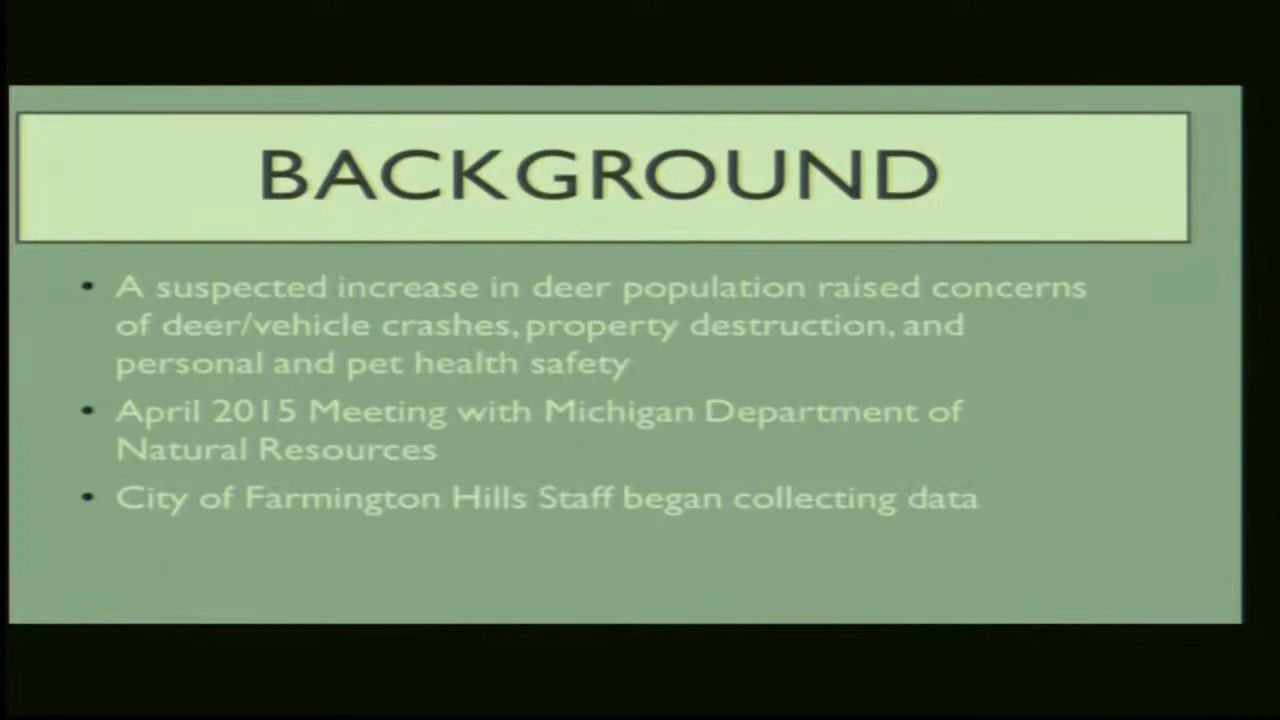 BACKGROUND
• A suspected increase in deer population raised concerns
of deer/vehicle crashes, property destruction, and
personal and pet health safety
• April 2015 Meeting with Michigan Department of
Natural Resources
• City of Farmington Hills Staff began collecting data